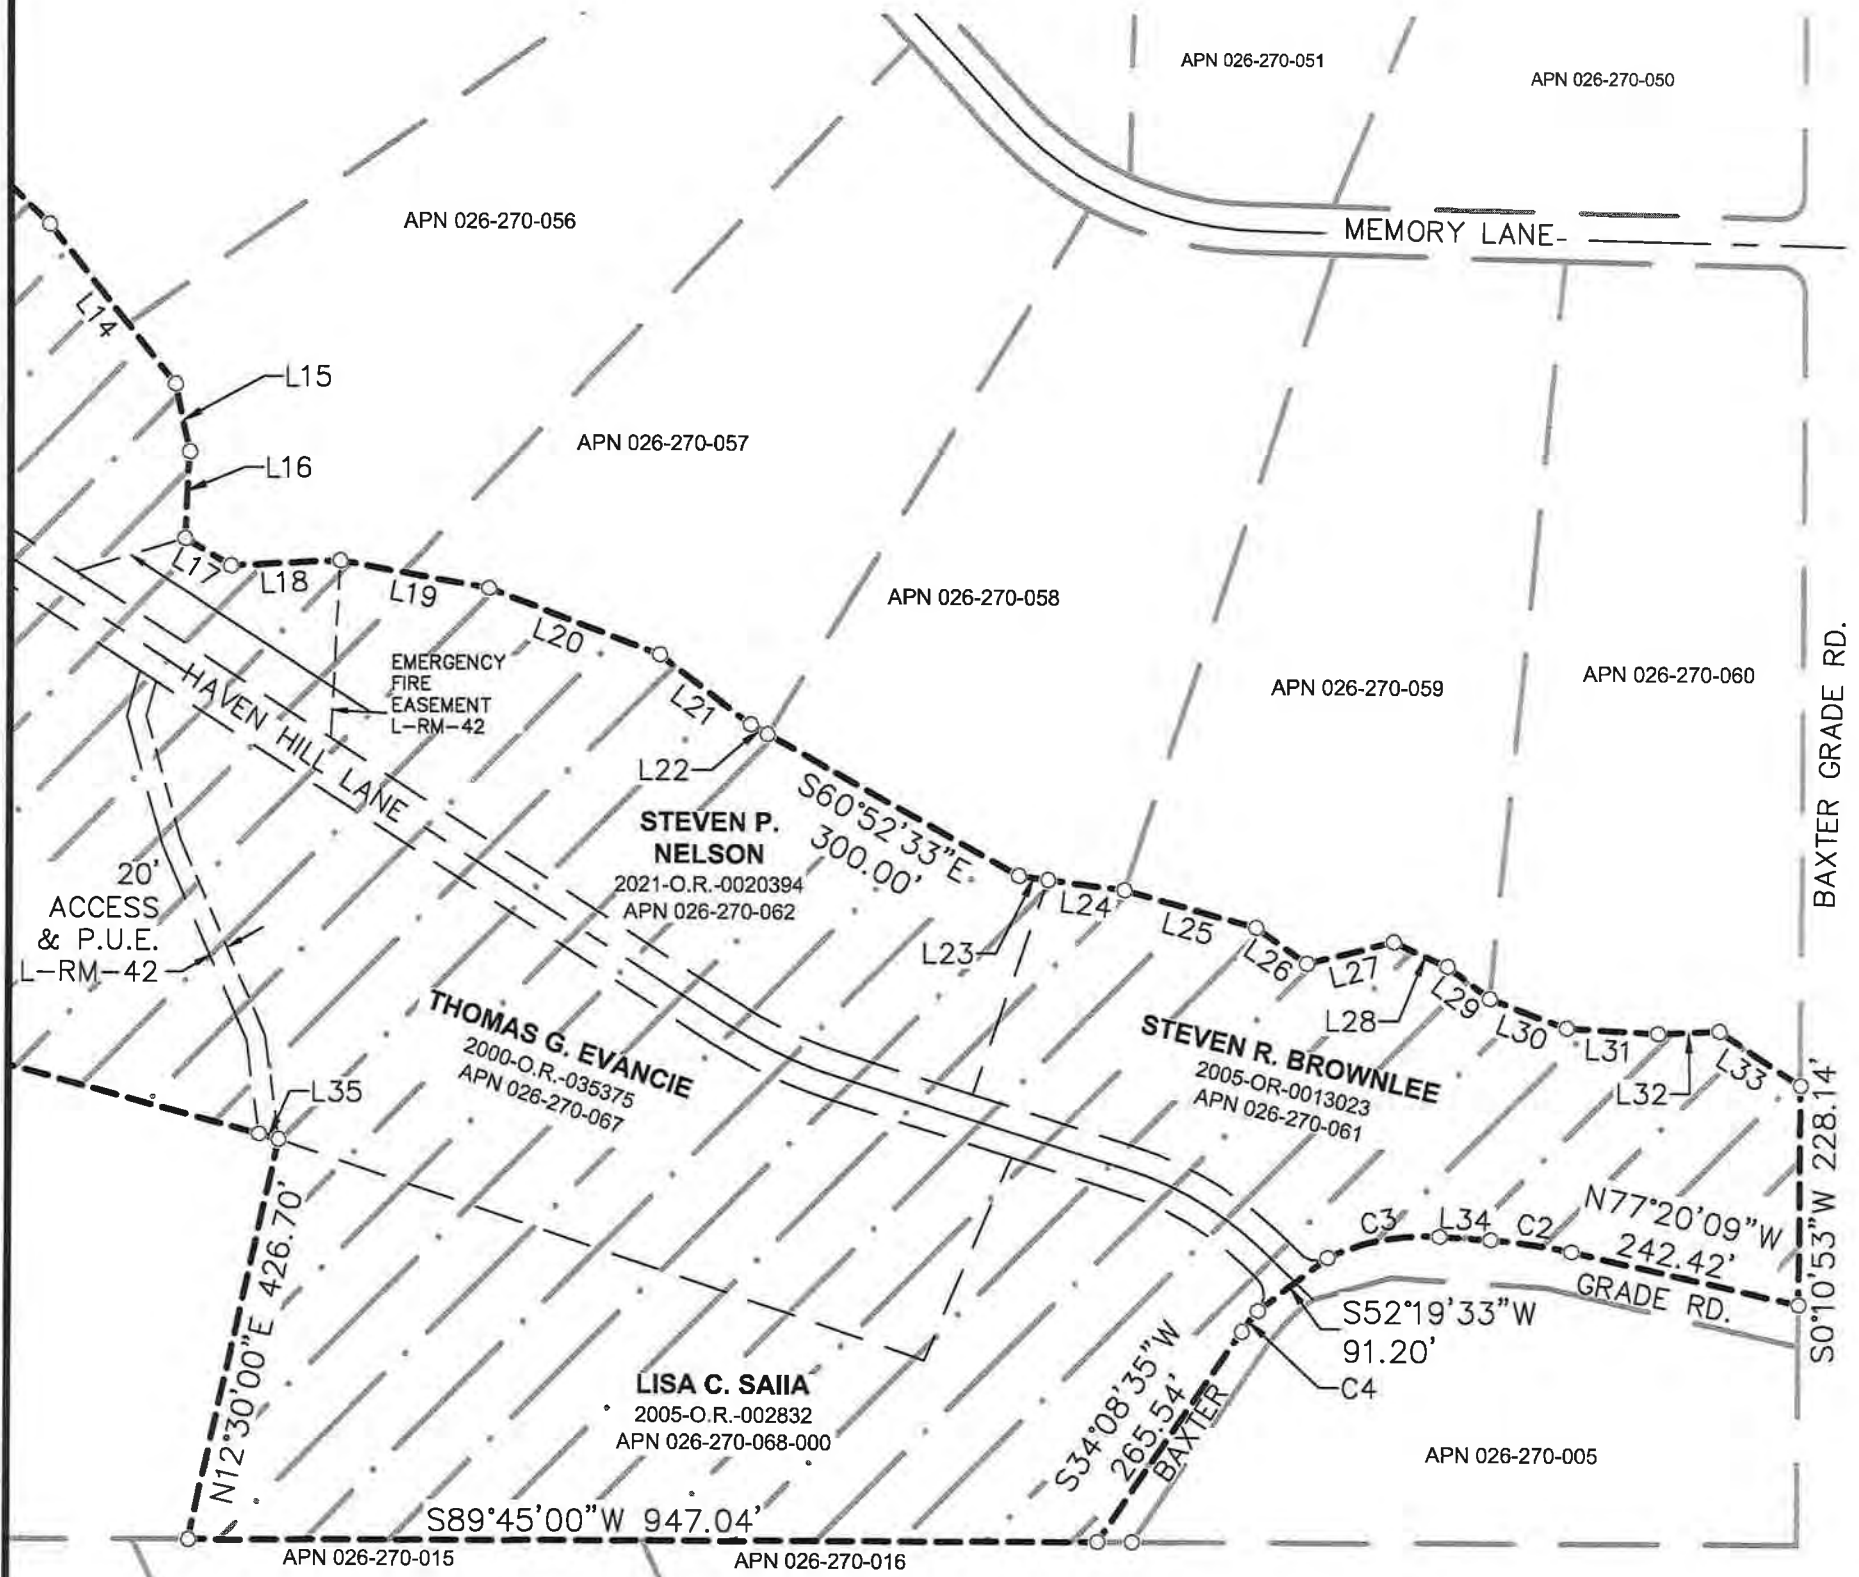 APN 026-270-051
APN 026-270-050
APN 026-270-056
MEMORY LANE
L14
L15
APN 026-270-057
L16
L17
L18
L19
APN 026-270-058
L20
EMERGENCY
FIRE
EASEMENT
L-RM-42
HAVEN HILL LANE
L21
L22
APN 026-270-059
APN 026-270-060
BAXTER GRADE RD.
S60°52'33"E
300.00'
STEVEN P.
NELSON
2021-O.R.-0020394
APN 026-270-062
20'
ACCESS
& P.U.E.
L-RM-42
L23
L24
L25
L26
L27
L28
L29
L30
L31
L32
L33
THOMAS G. EVANCIE
2000-O.R.-035375
APN 026-270-067
STEVEN R. BROWNLEE
2005-OR-0013023
APN 026-270-061
L35
S0°10'53"W 228.14'
N77°20'09"W
242.42'
C3
L34
C2
GRADE RD.
S52°19'33"W
91.20'
C4
N12°30'00"E 426.70'
S34°08'35"W
265.54'
BAXTER
LISA C. SAIIA
2005-O.R.-002832
APN 026-270-068-000
APN 026-270-005
S89°45'00"W 947.04'
APN 026-270-015
APN 026-270-016